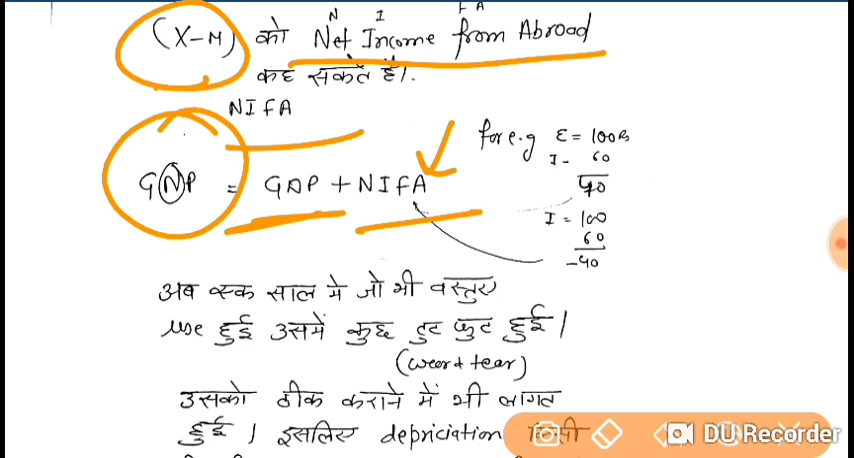 N I F A
(X-M) को Net Income from Abroad
कह सकते है।
NIFA
GNP = GDP + NIFA
for e.g E = 100
I - 60
40
I = 100
60
-40
अब एक साल मे जो भी वस्तुए
use हुई उसमें कुछ टुट फुट हुई।
(wear & tear)
उसको ठीक कराने में भी लागत
हुई। इसलिए depriciation किसी
DU Recorder